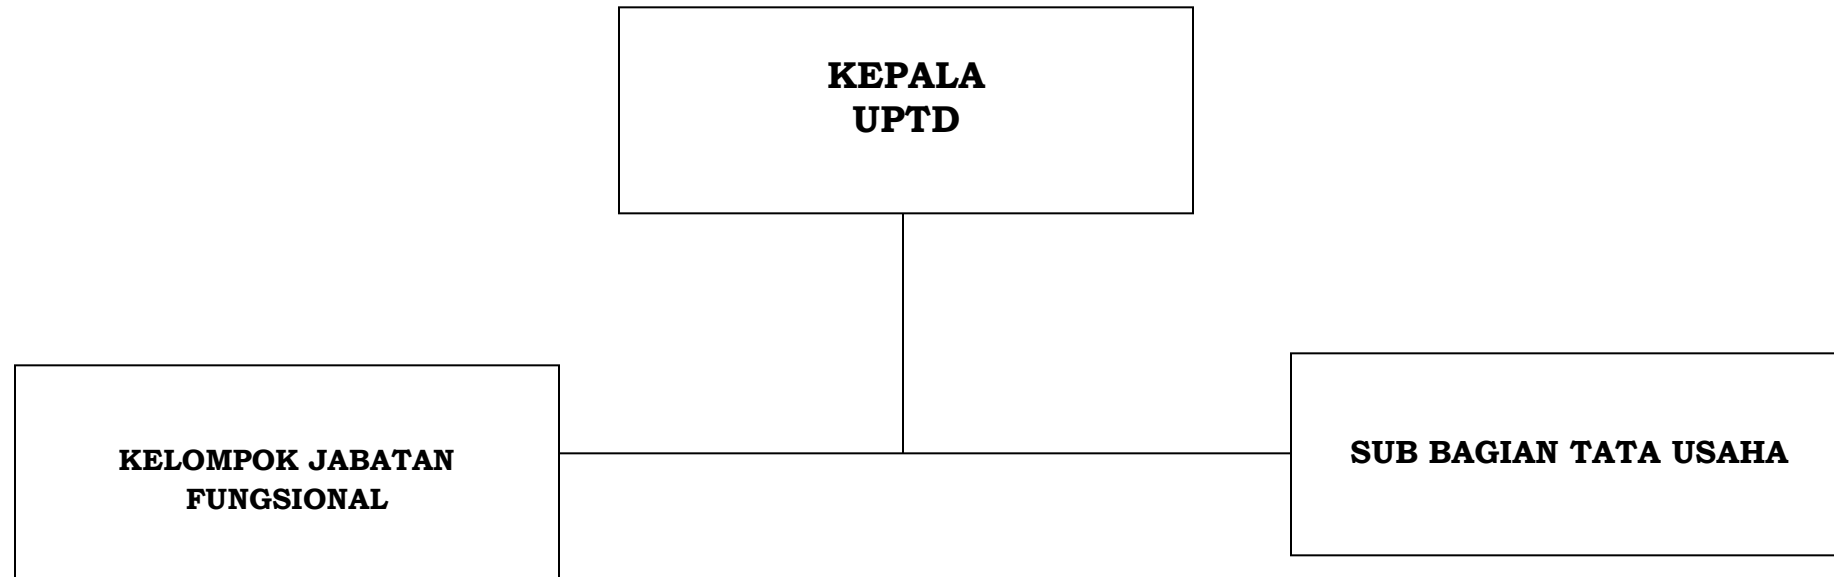 KEPALA
UPTD
KELOMPOK JABATAN
FUNGSIONAL
SUB BAGIAN TATA USAHA